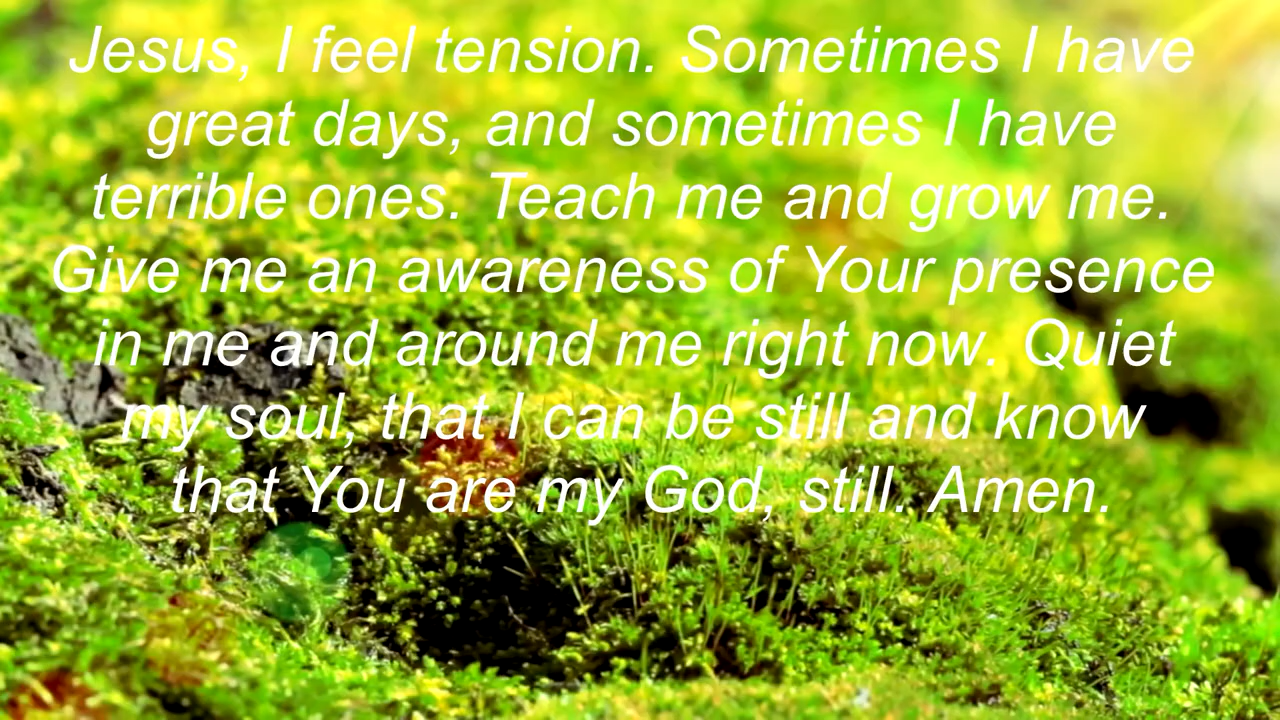 Jesus, I feel tension. Sometimes I have
great days, and sometimes I have
terrible ones. Teach me and grow me.
Give me an awareness of Your presence
in me and around me right now. Quiet
my soul, that I can be still and know
that You are my God, still. Amen.